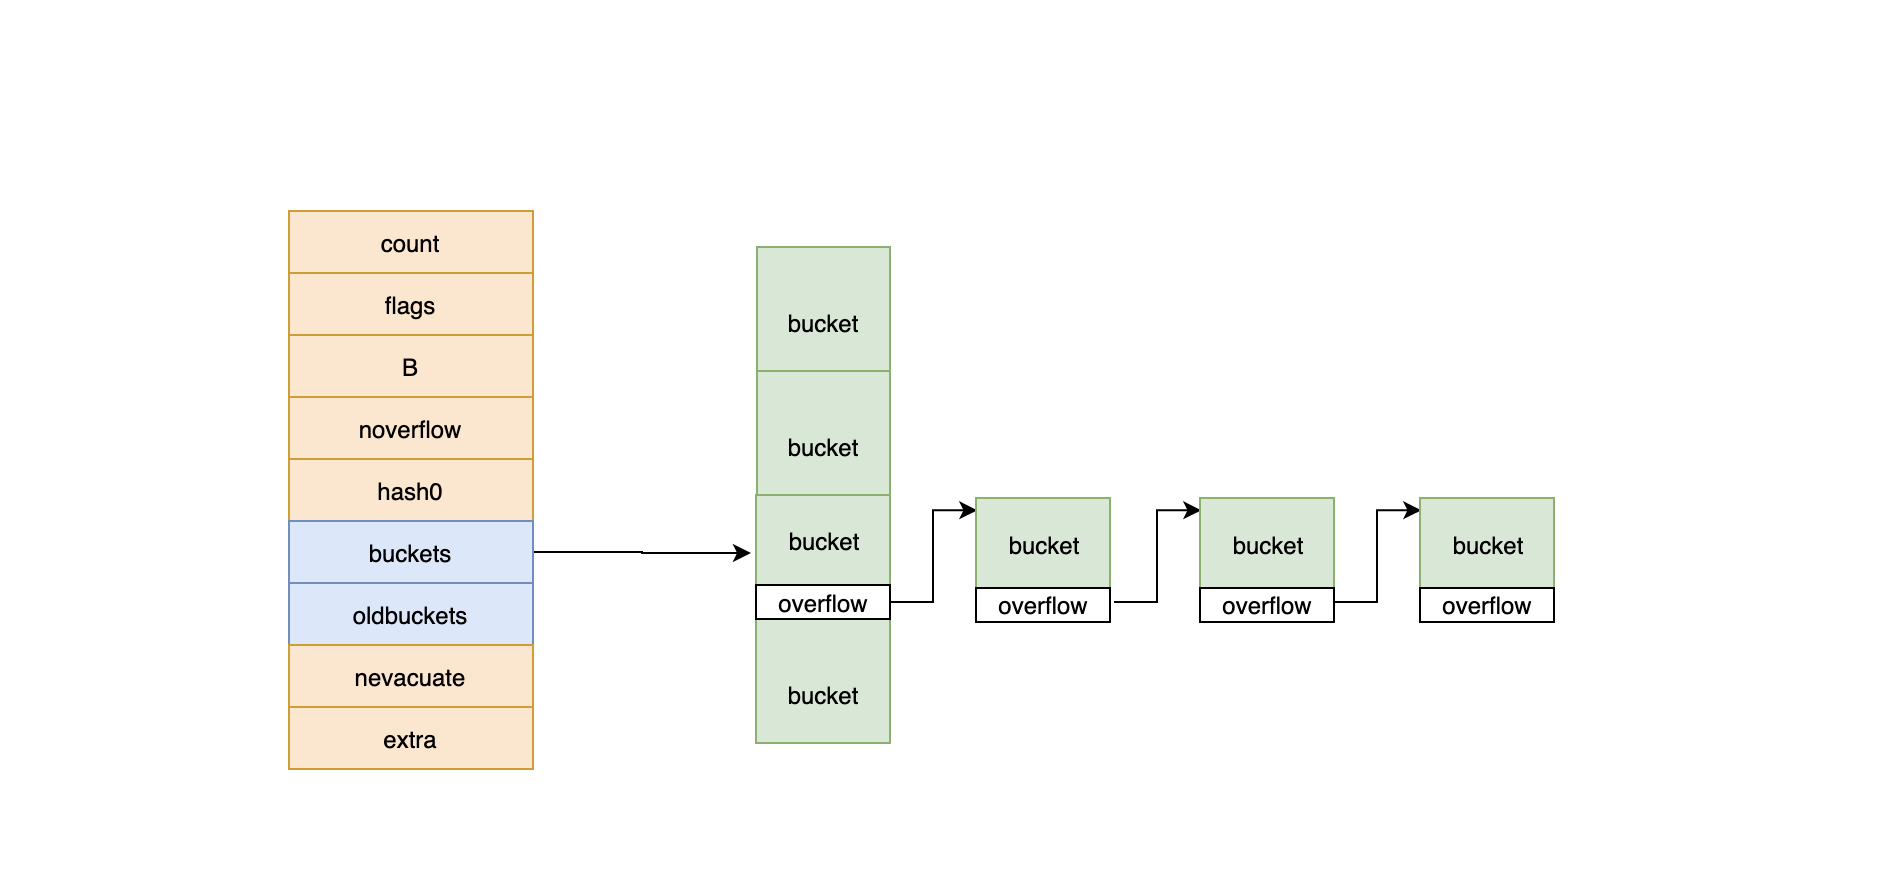 count
flags
B
noverflow
hash0
buckets
oldbuckets
nevacuate
extra
bucket
bucket
bucket
overflow
bucket
bucket
overflow
bucket
overflow
bucket
overflow